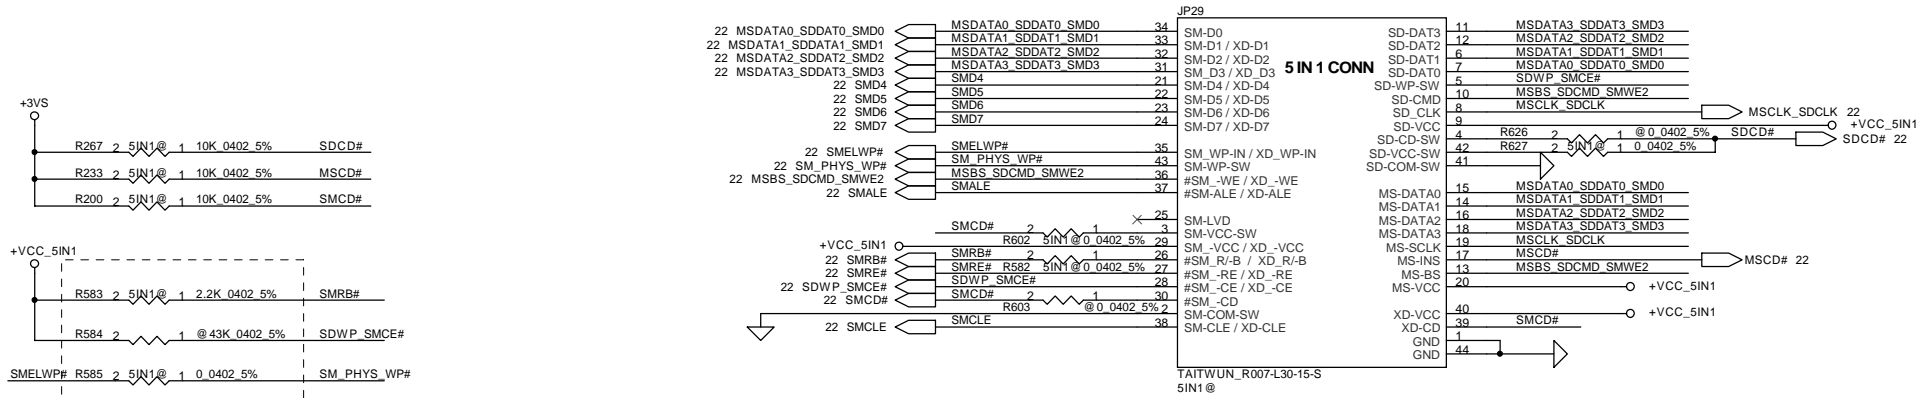 +3VS
R267 2 5IN1@ 1 10K_0402_5% SDCD#
R233 2 5IN1@ 1 10K_0402_5% MSCD#
R200 2 5IN1@ 1 10K_0402_5% SMCD#
+VCC_5IN1
R583 2 5IN1@ 1 2.2K_0402_5% SMRB#
R584 2 1 @43K_0402_5% SDWP_SMCE#
SMELWP# R585 2 5IN1@ 1 0_0402_5% SM_PHYS_WP#
JP29
5 IN 1 CONN
22 MSDATA0_SDDAT0_SMD0 MSDATA0_SDDAT0_SMD0 34 SM-D0
22 MSDATA1_SDDATA1_SMD1 MSDATA1_SDDAT1_SMD1 33 SM-D1 / XD-D1
22 MSDATA2_SDDAT2_SMD2 MSDATA2_SDDAT2_SMD2 32 SM-D2 / XD-D2
22 MSDATA3_SDDAT3_SMD3 MSDATA3_SDDAT3_SMD3 31 SM_D3 / XD_D3
22 SMD4 SMD4 21 SM-D4 / XD-D4
22 SMD5 SMD5 22 SM-D5 / XD-D5
22 SMD6 SMD6 23 SM-D6 / XD-D6
22 SMD7 SMD7 24 SM-D7 / XD-D7
22 SMELWP# SMELWP# 35 SM_WP-IN / XD_WP-IN
22 SM_PHYS_WP# SM_PHYS_WP# 43 SM-WP-SW
22 MSBS_SDCMD_SMWE2 MSBS_SDCMD_SMWE2 36 #SM_-WE / XD_-WE
22 SMALE SMALE 37 #SM-ALE / XD-ALE
25 SM-LVD
SMCD# 2 1 3 SM-VCC-SW
+VCC_5IN1 R602 5IN1@ 0_0402_5% 29 SM_-VCC / XD_-VCC
22 SMRB# SMRB# 2 1 26 #SM_R/-B / XD_R/-B
22 SMRE# SMRE# R582 5IN1@ 0_0402_5% 27 #SM_-RE / XD_-RE
22 SDWP_SMCE# SDWP_SMCE# 28 #SM_-CE / XD_-CE
22 SMCD# SMCD# 2 1 30 #SM_-CD
R603 @ 0_0402_5% 2 SM-COM-SW
22 SMCLE SMCLE 38 SM-CLE / XD-CLE
SD-DAT3 11 MSDATA3_SDDAT3_SMD3
SD-DAT2 12 MSDATA2_SDDAT2_SMD2
SD-DAT1 6 MSDATA1_SDDAT1_SMD1
SD-DAT0 7 MSDATA0_SDDAT0_SMD0
SD-WP-SW 5 SDWP_SMCE#
SD-CMD 10 MSBS_SDCMD_SMWE2
SD_CLK 8 MSCLK_SDCLK MSCLK_SDCLK 22
SD-VCC 9 +VCC_5IN1
SD-CD-SW 4 R626 2 1 @ 0_0402_5% SDCD# SDCD# 22
SD-VCC-SW 42 R627 2 5IN1@ 1 0_0402_5%
SD-COM-SW 41
MS-DATA0 15 MSDATA0_SDDAT0_SMD0
MS-DATA1 14 MSDATA1_SDDAT1_SMD1
MS-DATA2 16 MSDATA2_SDDAT2_SMD2
MS-DATA3 18 MSDATA3_SDDAT3_SMD3
MS-SCLK 19 MSCLK_SDCLK
MS-INS 17 MSCD# MSCD# 22
MS-BS 13 MSBS_SDCMD_SMWE2
MS-VCC 20 +VCC_5IN1
XD-VCC 40 +VCC_5IN1
XD-CD 39 SMCD#
GND 1
GND 44
TAITWUN_R007-L30-15-S
5IN1@